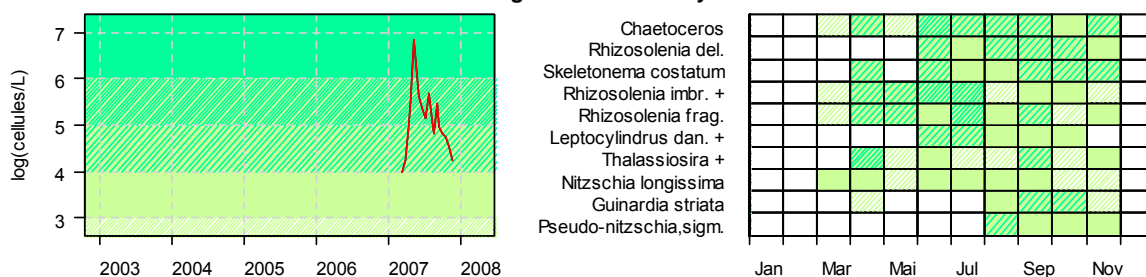 log(cellules/L)
7
6
5
4
3
2003 2004 2005 2006 2007 2008
Chaetoceros
Rhizosolenia del.
Skeletonema costatum
Rhizosolenia imbr. +
Rhizosolenia frag.
Leptocylindrus dan. +
Thalassiosira +
Nitzschia longissima
Guinardia striata
Pseudo-nitzschia,sigm.
Jan Mar Mai Jul Sep Nov